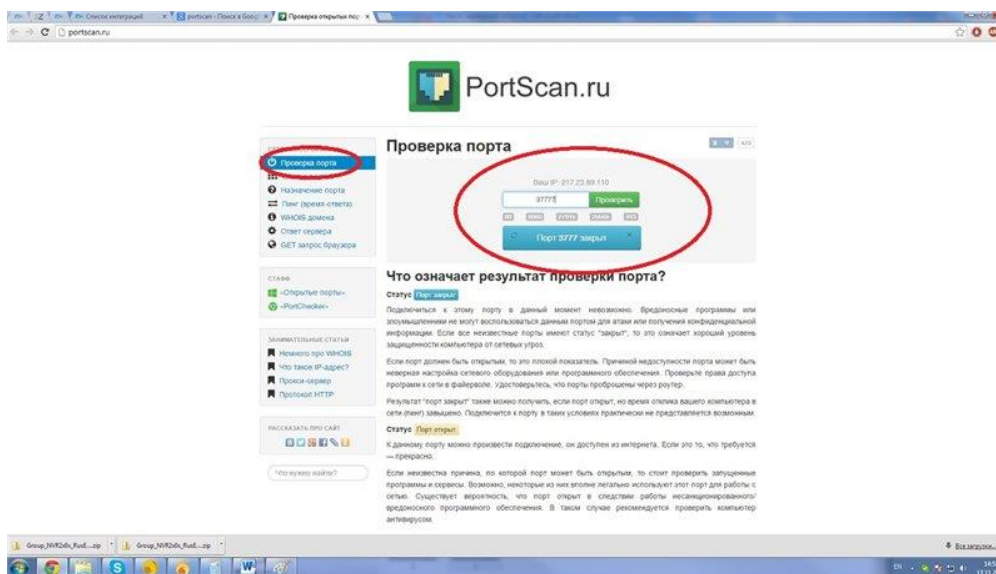 Список интеграций
portscan - Поиск в Goog
Проверка открытых пор
portscan.ru
PortScan.ru
Проверка порта
Назначение порта
Пинг (время ответа)
WHOIS домена
Ответ сервера
GET запрос браузера
СТАФФ
«Открытые порты»
«PortChecker»
ЗАНИМАТЕЛЬНЫЕ СТАТЬИ
Немного про WHOIS
Что такое IP-адрес?
Прокси-сервер
Протокол HTTP
РАССКАЗАТЬ ПРО САЙТ
Что нужно найти?
Проверка порта
Ваш IP: 217.23.89.110
37777
Проверить
Порт 3777 закрыт
Что означает результат проверки порта?
Статус Порт закрыт
Подключиться к этому порту в данный момент невозможно. Вредоносные программы или
злоумышленники не могут воспользоваться данным портом для атаки или получения конфиденциальной
информации. Если все неизвестные порты имеют статус "закрыт", то это означает хороший уровень
защищенности компьютера от сетевых угроз.
Если порт должен быть открытым, то это плохой показатель. Причиной недоступности порта может быть
неверная настройка сетевого оборудования или программного обеспечения. Проверьте права доступа
программ к сети в файерволе. Удостоверьтесь, что порты проброшены через роутер.
Результат "порт закрыт" также можно получить, если порт открыт, но время отклика вашего компьютера в
сети (пинг) завышено. Подключится к порту в таких условиях практически не представляется возможным.
Статус Порт открыт
К данному порту можно произвести подключение, он доступен из интернета. Если это то, что требуется
— прекрасно.
Если неизвестна причина, по которой порт может быть открытым, то стоит проверить запущенные
программы и сервисы. Возможно, некоторые из них вполне легально используют этот порт для работы с
сетью. Существует вероятность, что порт открыт в следствии работы несанкционированного/
вредоносного программного обеспечения. В таком случае рекомендуется проверить компьютер
антивирусом.
Все загрузки...
EN